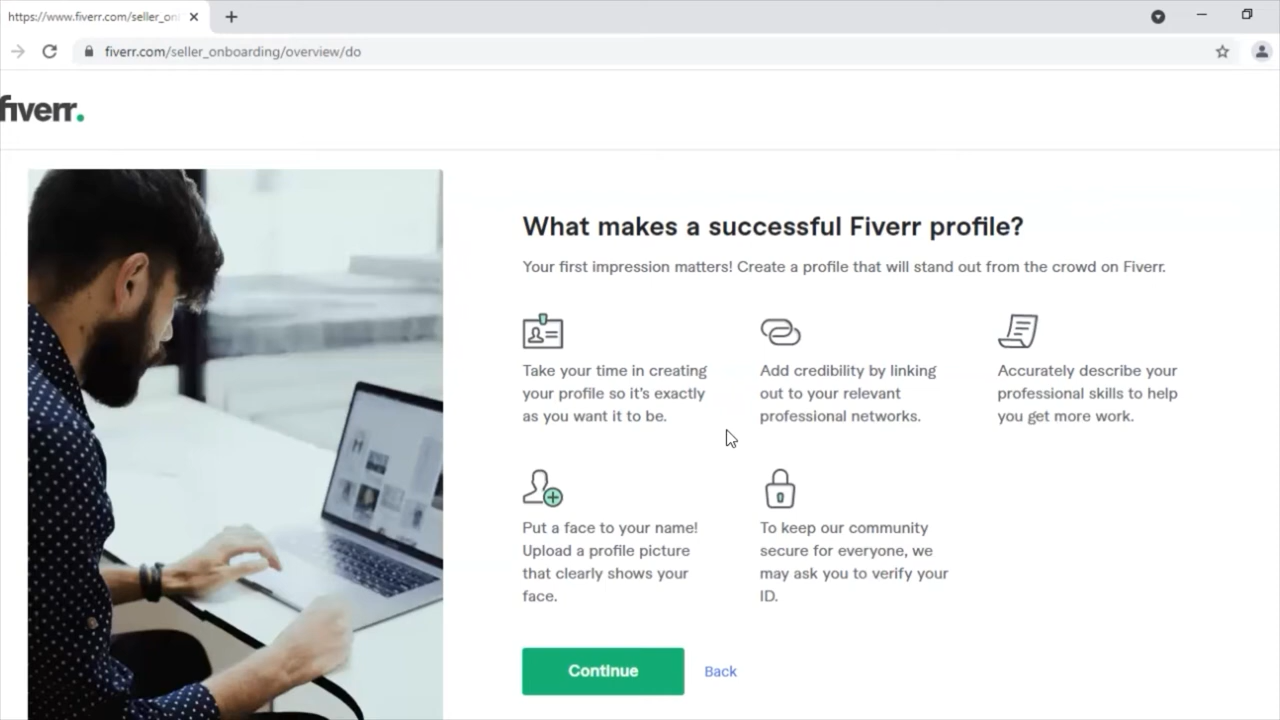 https://www.fiverr.com/seller_on
fiverr.com/seller_onboarding/overview/do
fiverr.
What makes a successful Fiverr profile?
Your first impression matters! Create a profile that will stand out from the crowd on Fiverr.
Take your time in creating
your profile so it's exactly
as you want it to be.
Add credibility by linking
out to your relevant
professional networks.
Accurately describe your
professional skills to help
you get more work.
Put a face to your name!
Upload a profile picture
that clearly shows your
face.
To keep our community
secure for everyone, we
may ask you to verify your
ID.
Continue
Back